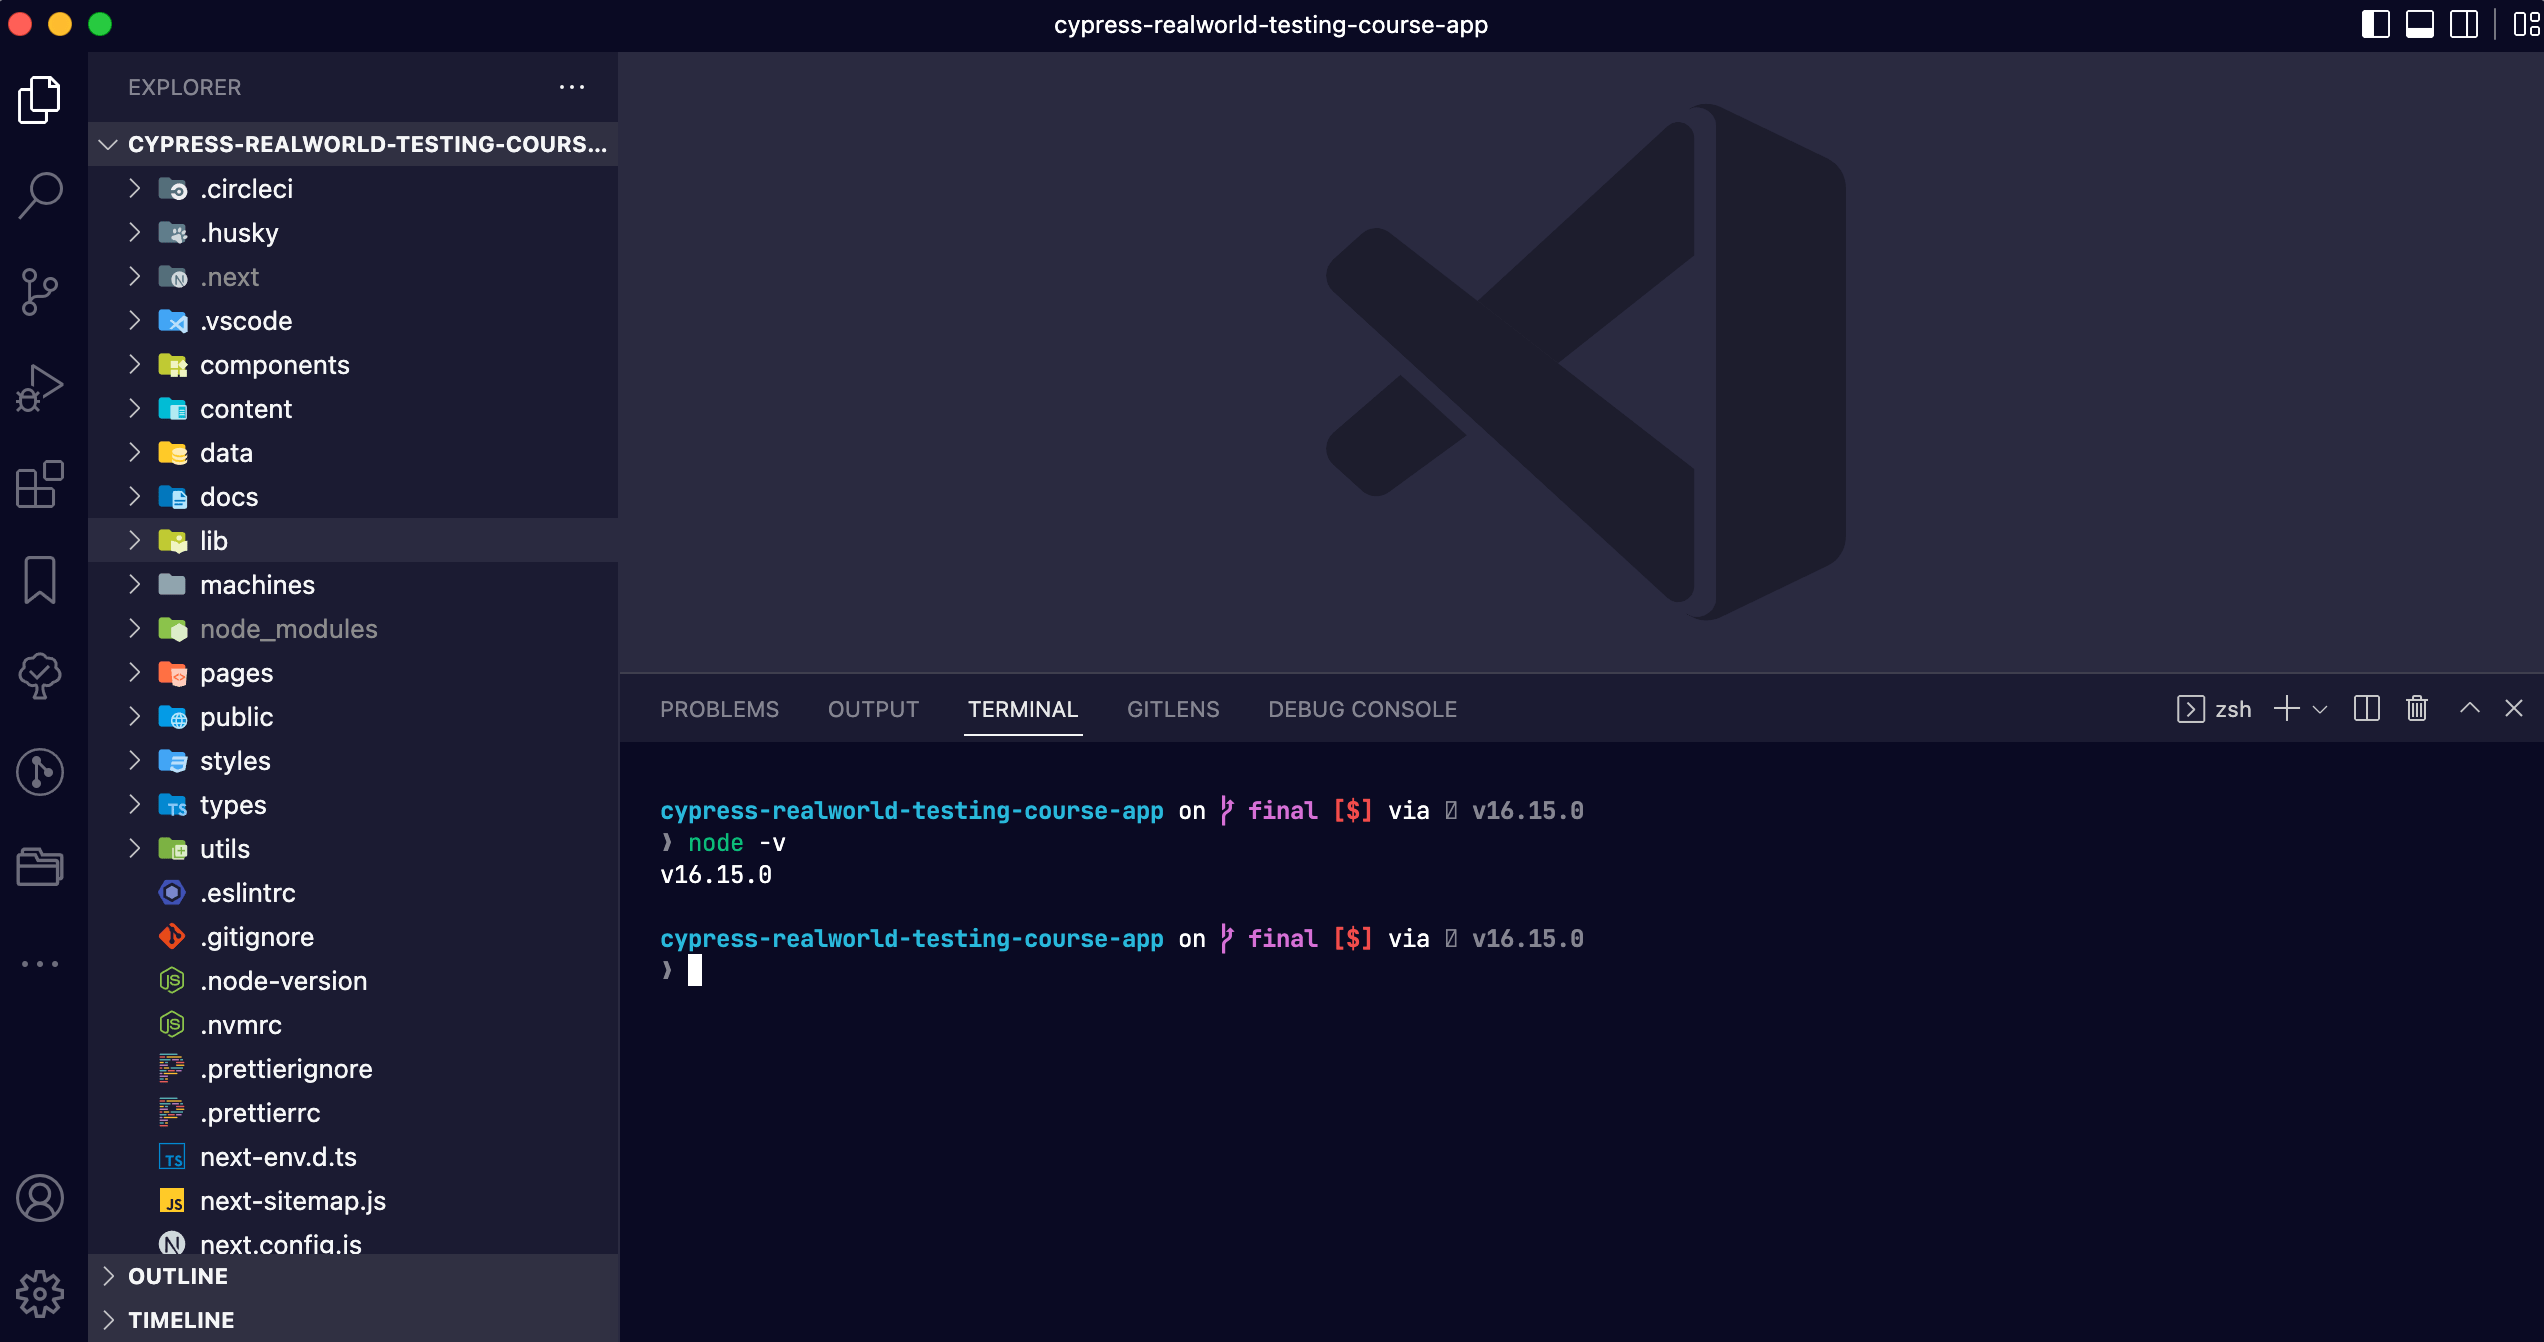 cypress-realworld-testing-course-app
EXPLORER
CYPRESS-REALWORLD-TESTING-COURS...
.circleci
.husky
.next
.vscode
components
content
data
docs
lib
machines
node_modules
pages
public
styles
types
utils
.eslintrc
.gitignore
.node-version
.nvmrc
.prettierignore
.prettierrc
next-env.d.ts
next-sitemap.js
next.config.js
OUTLINE
TIMELINE
PROBLEMS OUTPUT TERMINAL GITLENS DEBUG CONSOLE zsh
cypress-realworld-testing-course-app on final [$] via v16.15.0
❯ node -v
v16.15.0
cypress-realworld-testing-course-app on final [$] via v16.15.0
❯